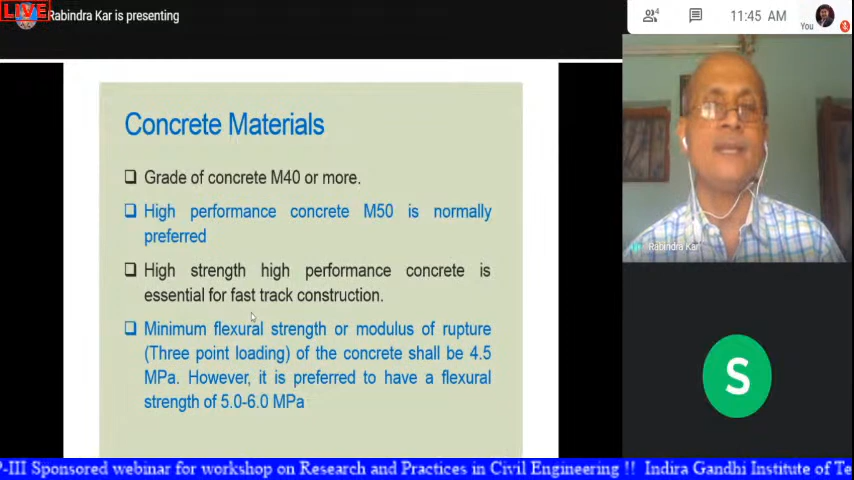 LIVE
Rabindra Kar is presenting
4
11:45 AM
You
Concrete Materials
Grade of concrete M40 or more.
High performance concrete M50 is normally
preferred
High strength high performance concrete is
essential for fast track construction.
Minimum flexural strength or modulus of rupture
(Three point loading) of the concrete shall be 4.5
MPa. However, it is preferred to have a flexural
strength of 5.0-6.0 MPa
Rabindra Kar
S
P-III Sponsored webinar for workshop on Research and Practices in Civil Engineering !! Indira Gandhi Institute of Te